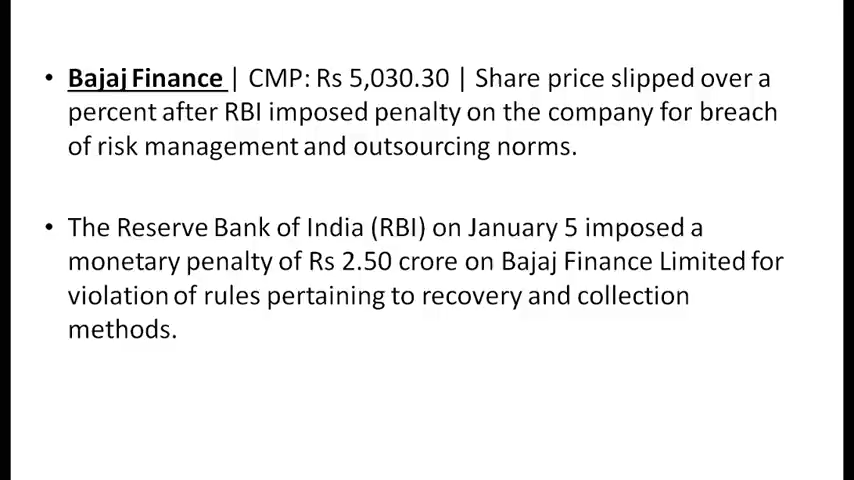 • Bajaj Finance | CMP: Rs 5,030.30 | Share price slipped over a
percent after RBI imposed penalty on the company for breach
of risk management and outsourcing norms.
• The Reserve Bank of India (RBI) on January 5 imposed a
monetary penalty of Rs 2.50 crore on Bajaj Finance Limited for
violation of rules pertaining to recovery and collection
methods.